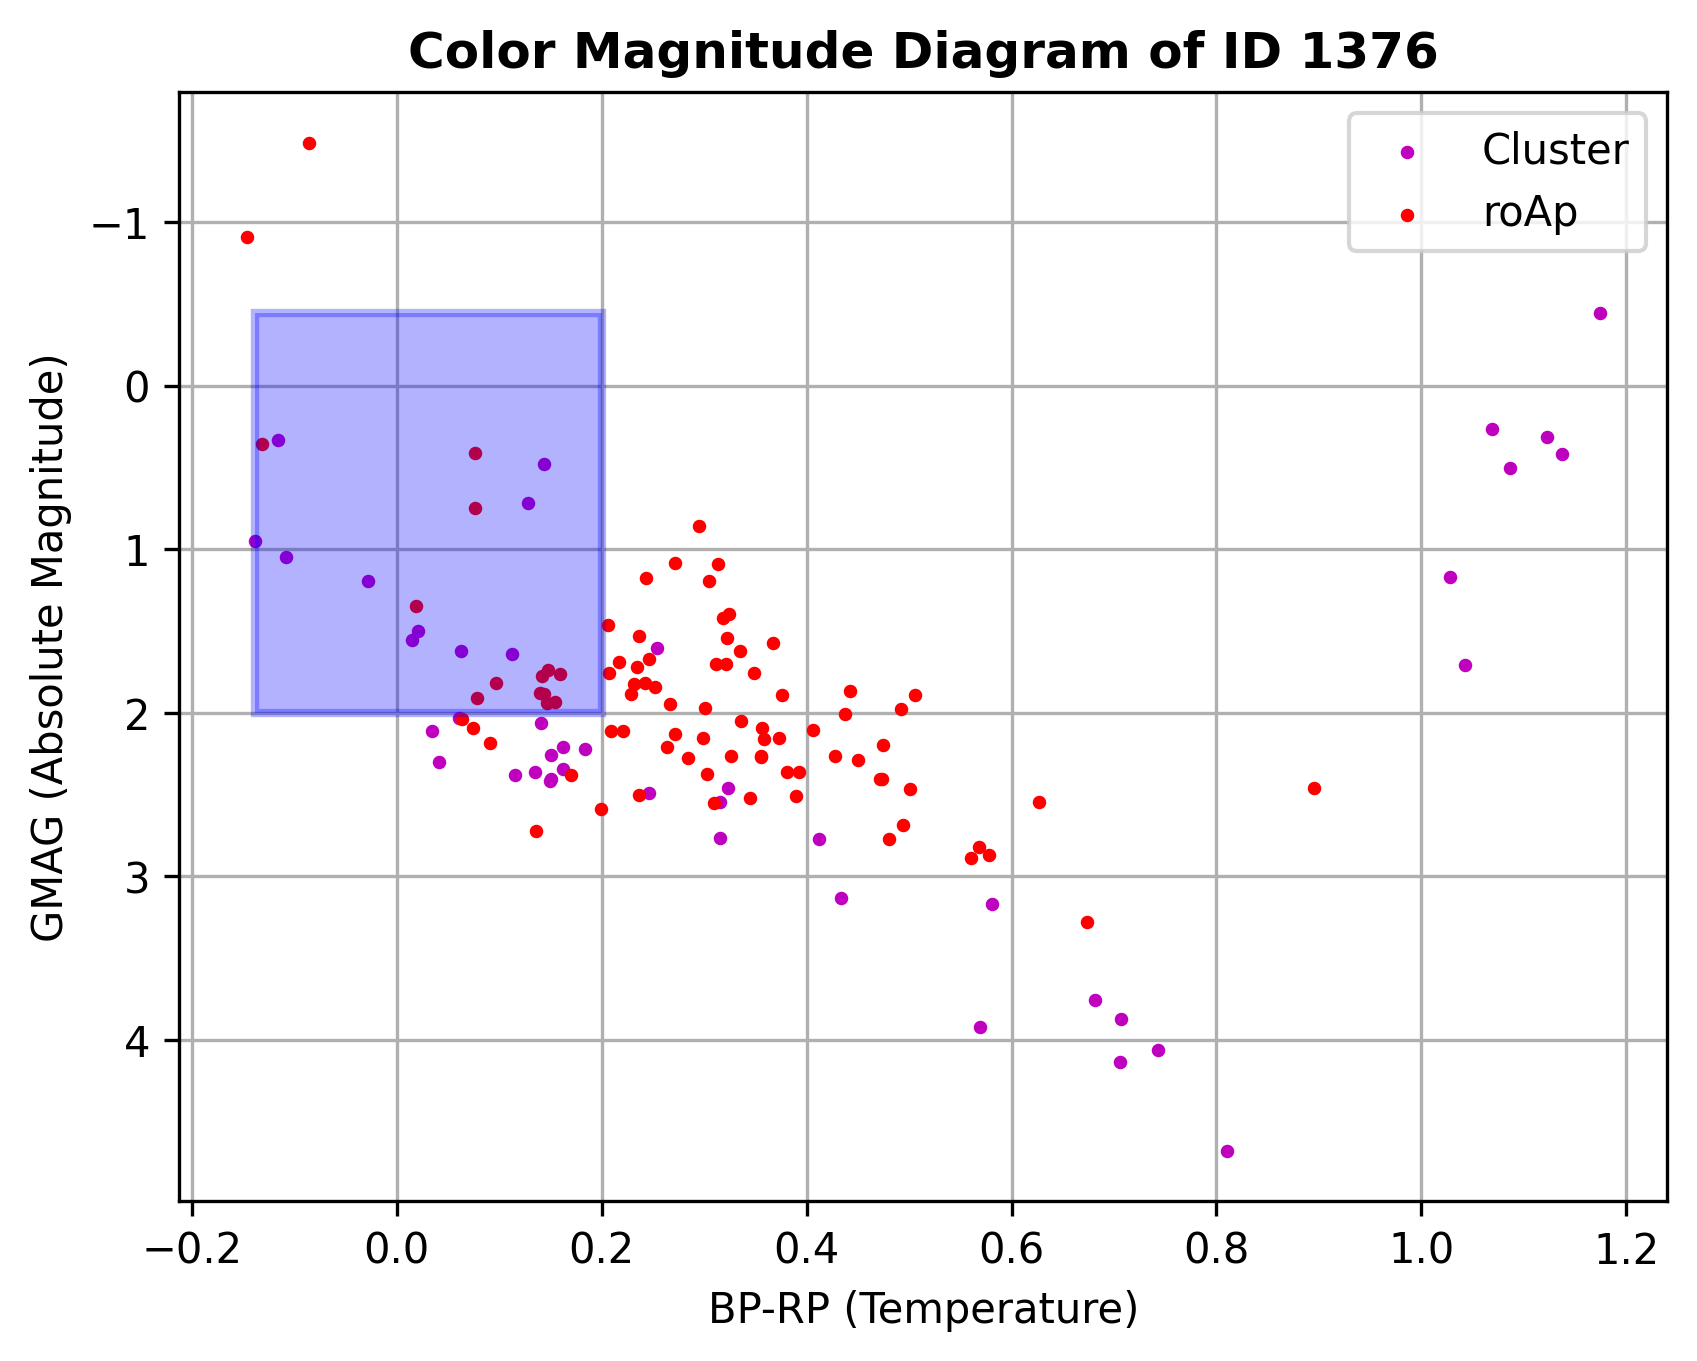 Color Magnitude Diagram of ID 1376
Cluster
roAp
GMAG (Absolute Magnitude)
−1
0
1
2
3
4
−0.2 0.0 0.2 0.4 0.6 0.8 1.0 1.2
BP-RP (Temperature)